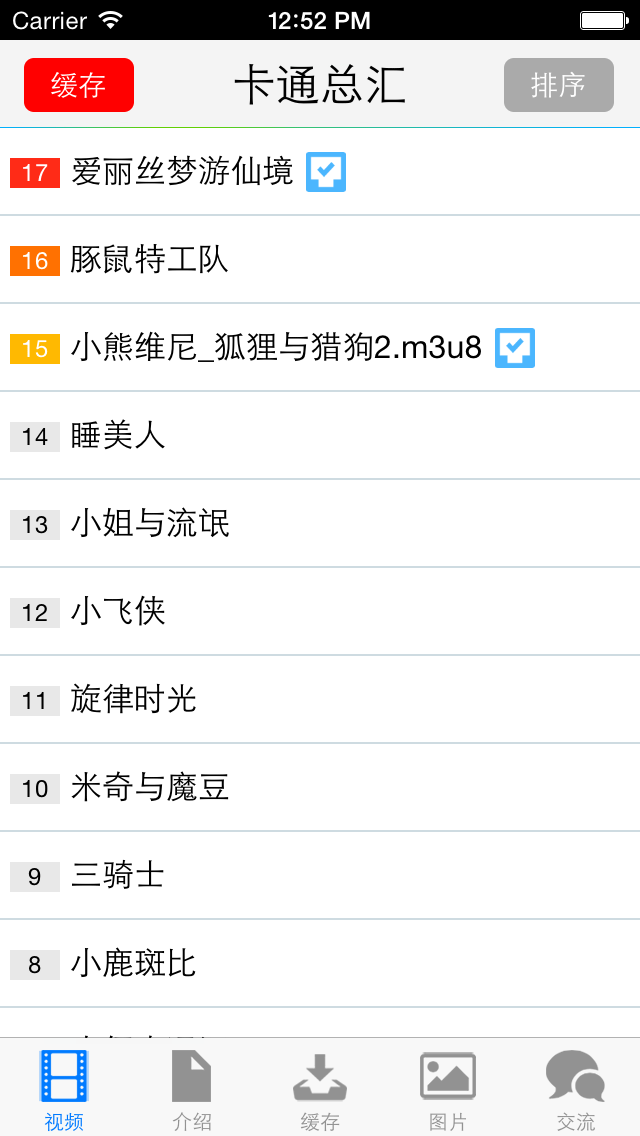 Carrier 12:52 PM
缓存 卡通总汇 排序
17 爱丽丝梦游仙境
16 豚鼠特工队
15 小熊维尼_狐狸与猎狗2.m3u8
14 睡美人
13 小姐与流氓
12 小飞侠
11 旋律时光
10 米奇与魔豆
9 三骑士
8 小鹿斑比
视频 介绍 缓存 图片 交流